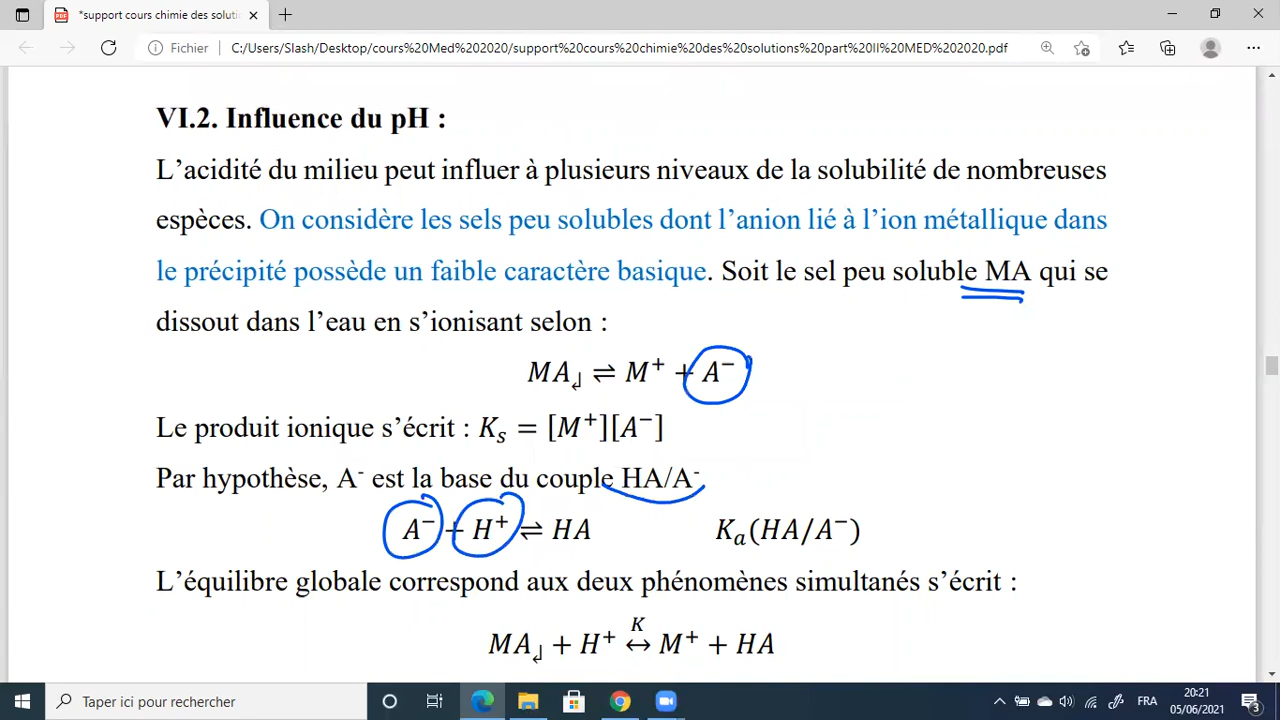 *support cours chimie des soluti
Fichier
C:/Users/Slash/Desktop/cours%20Med%202020/support%20cours%20chimie%20des%20solutions%20part%20II%20MED%202020.pdf
VI.2. Influence du pH :
L’acidité du milieu peut influer à plusieurs niveaux de la solubilité de nombreuses
espèces. On considère les sels peu solubles dont l’anion lié à l’ion métallique dans
le précipité possède un faible caractère basique. Soit le sel peu soluble MA qui se
dissout dans l’eau en s’ionisant selon :
MA↲ ⇌ M⁺ + A⁻
Le produit ionique s’écrit : Kₛ = [M⁺][A⁻]
Par hypothèse, A⁻ est la base du couple HA/A⁻
A⁻ + H⁺ ⇌ HA Kₐ(HA/A⁻)
L’équilibre globale correspond aux deux phénomènes simultanés s’écrit :
K
MA↲ + H⁺ ↔ M⁺ + HA
Taper ici pour rechercher
FRA
20:21
05/06/2021
3